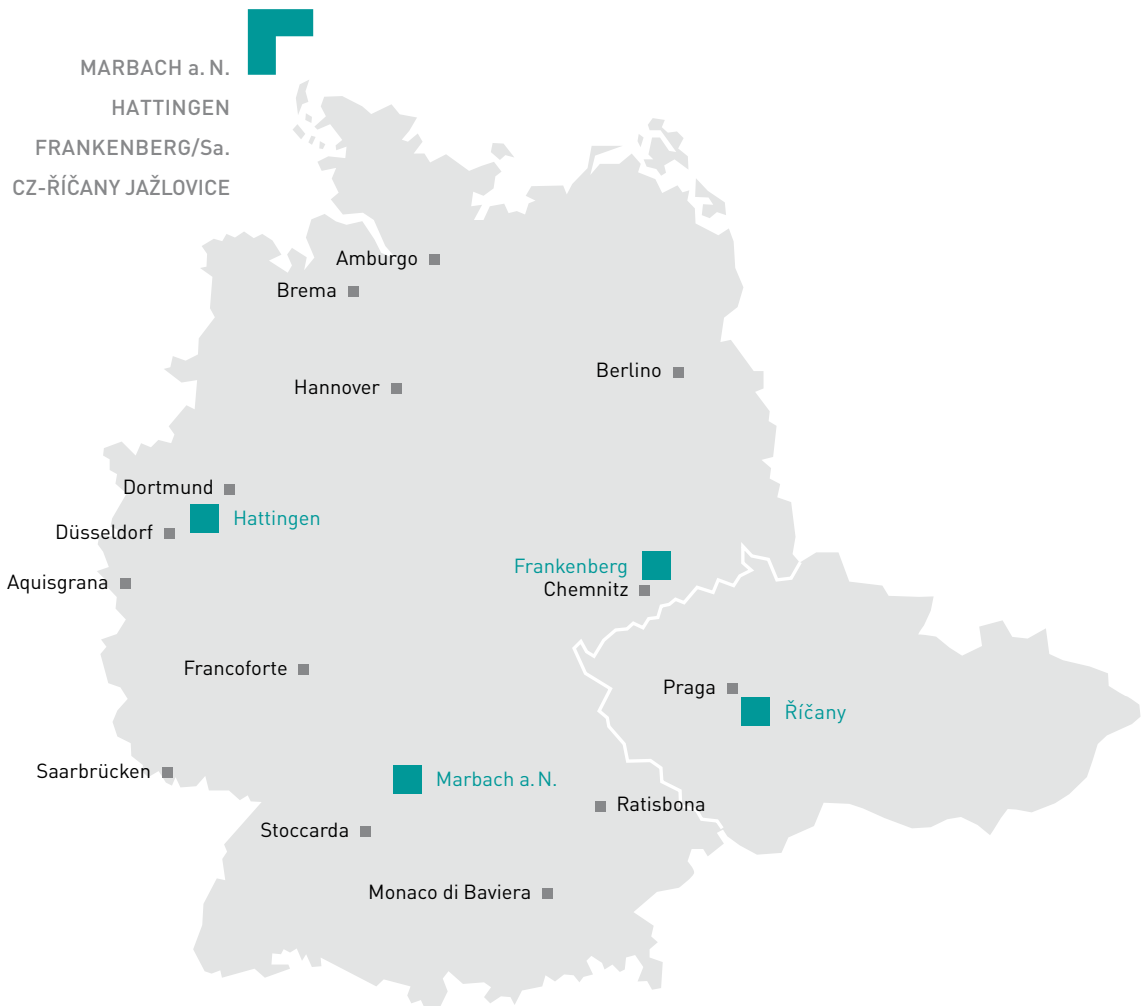 MARBACH a. N.
HATTINGEN
FRANKENBERG/Sa.
CZ-ŘÍČANY JAŽLOVICE
Amburgo
Brema
Berlino
Hannover
Dortmund
Hattingen
Düsseldorf
Frankenberg
Aquisgrana
Chemnitz
Francoforte
Praga
Říčany
Saarbrücken
Marbach a. N.
Ratisbona
Stoccarda
Monaco di Baviera